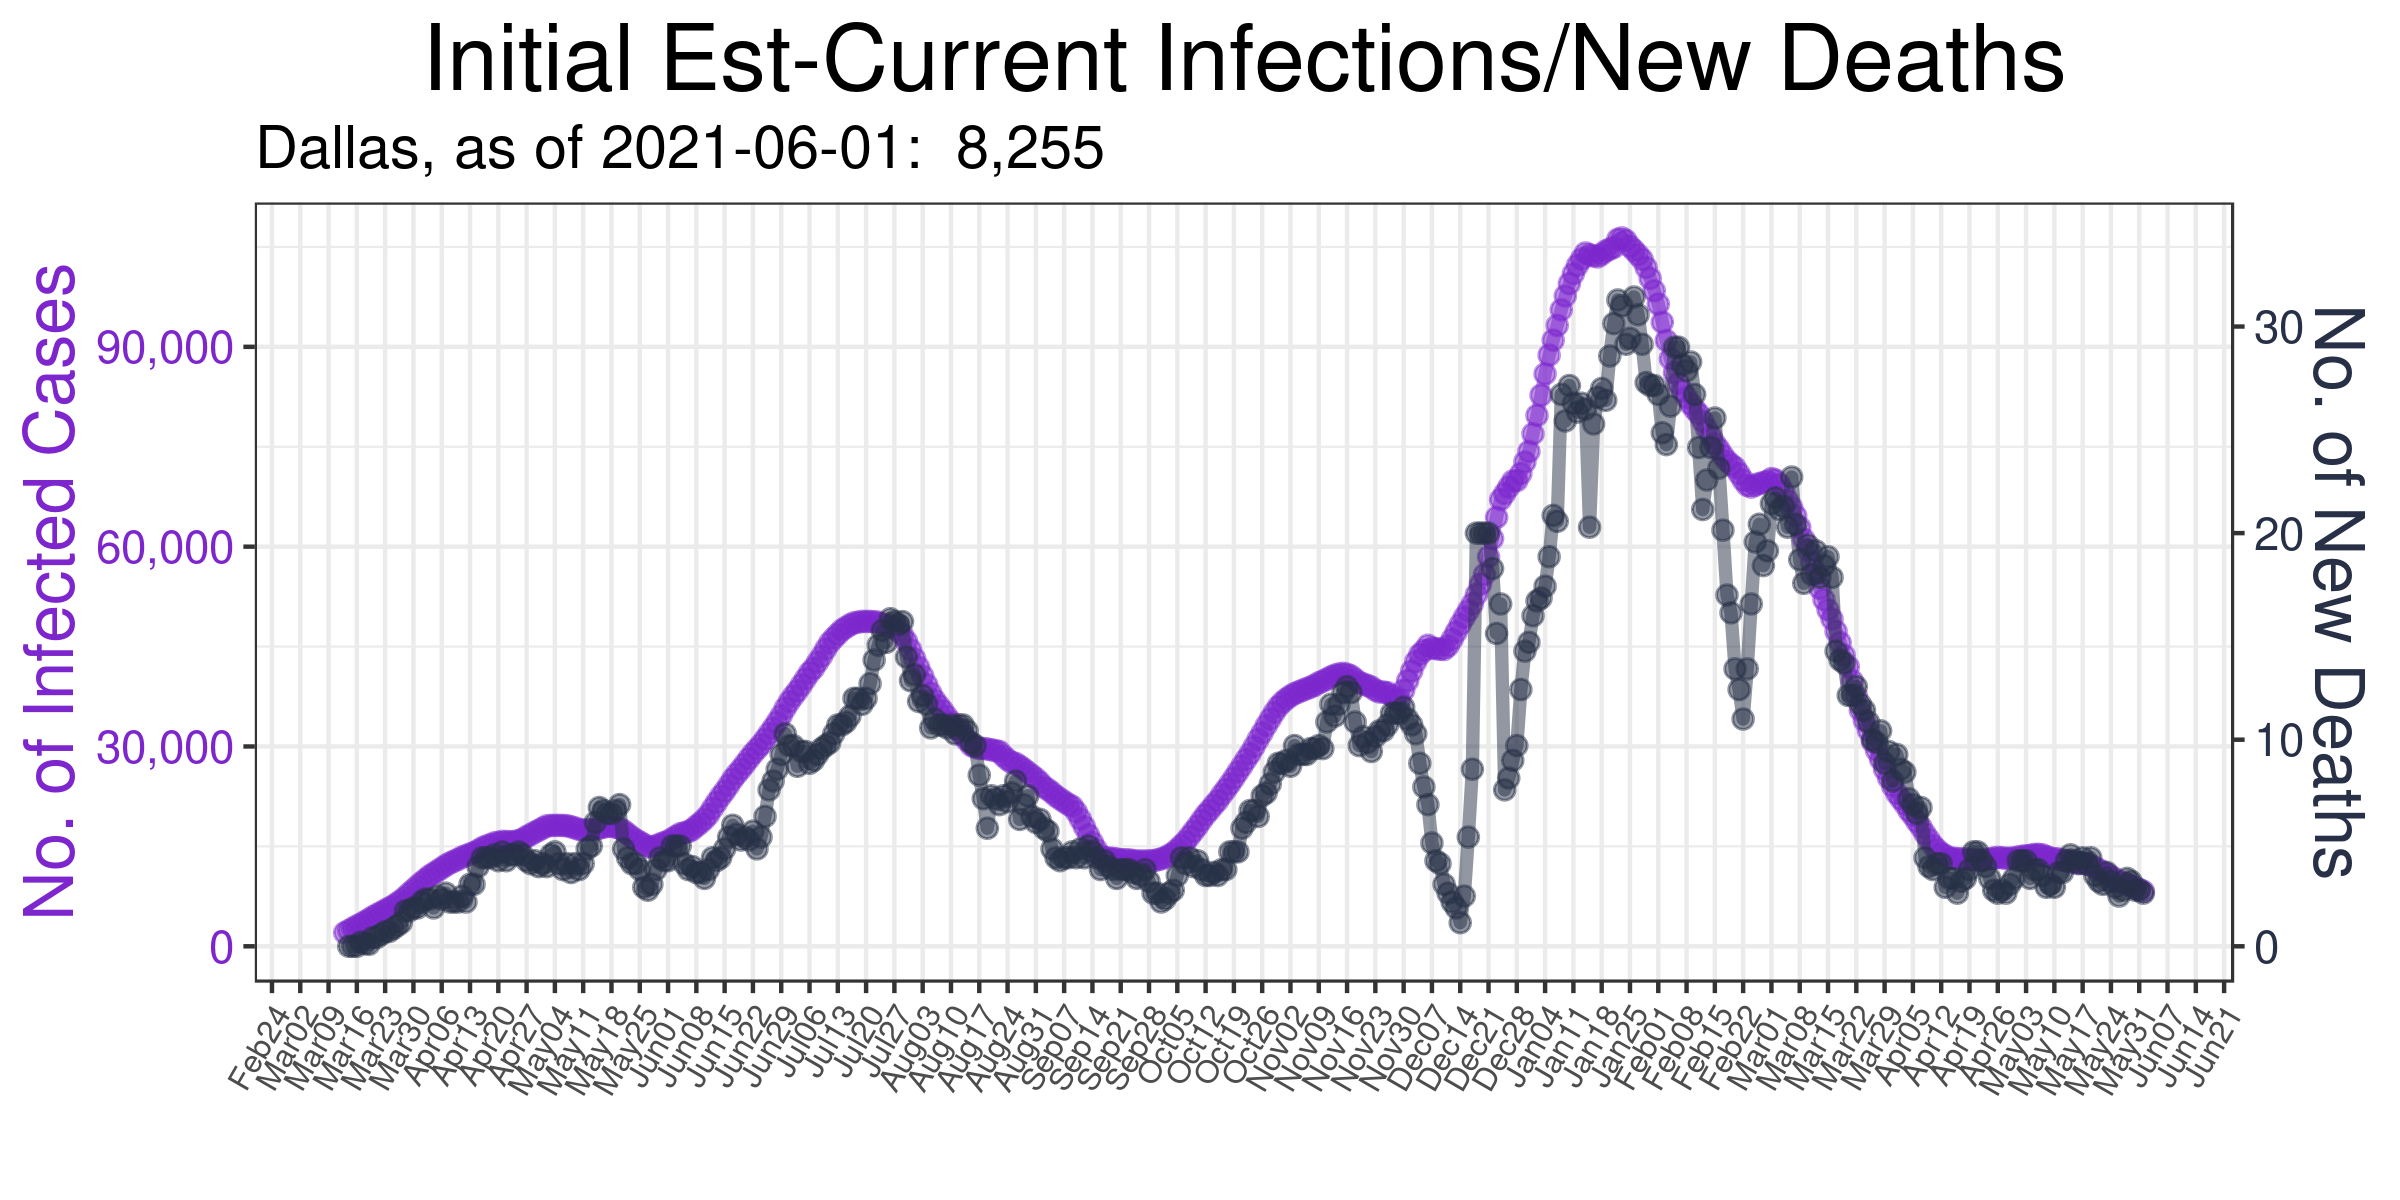 Initial Est-Current Infections/New Deaths
Dallas, as of 2021-06-01:  8,255
No. of Infected Cases
90,000
60,000
30,000
0
30
20
10
0
No. of New Deaths
Feb24
Mar02
Mar09
Mar16
Mar23
Mar30
Apr06
Apr13
Apr20
Apr27
May04
May11
May18
May25
Jun01
Jun08
Jun15
Jun22
Jun29
Jul06
Jul13
Jul20
Jul27
Aug03
Aug10
Aug17
Aug24
Aug31
Sep07
Sep14
Sep21
Sep28
Oct05
Oct12
Oct19
Oct26
Nov02
Nov09
Nov16
Nov23
Nov30
Dec07
Dec14
Dec21
Dec28
Jan04
Jan11
Jan18
Jan25
Feb01
Feb08
Feb15
Feb22
Mar01
Mar08
Mar15
Mar22
Mar29
Apr05
Apr12
Apr19
Apr26
May03
May10
May17
May24
May31
Jun07
Jun14
Jun21